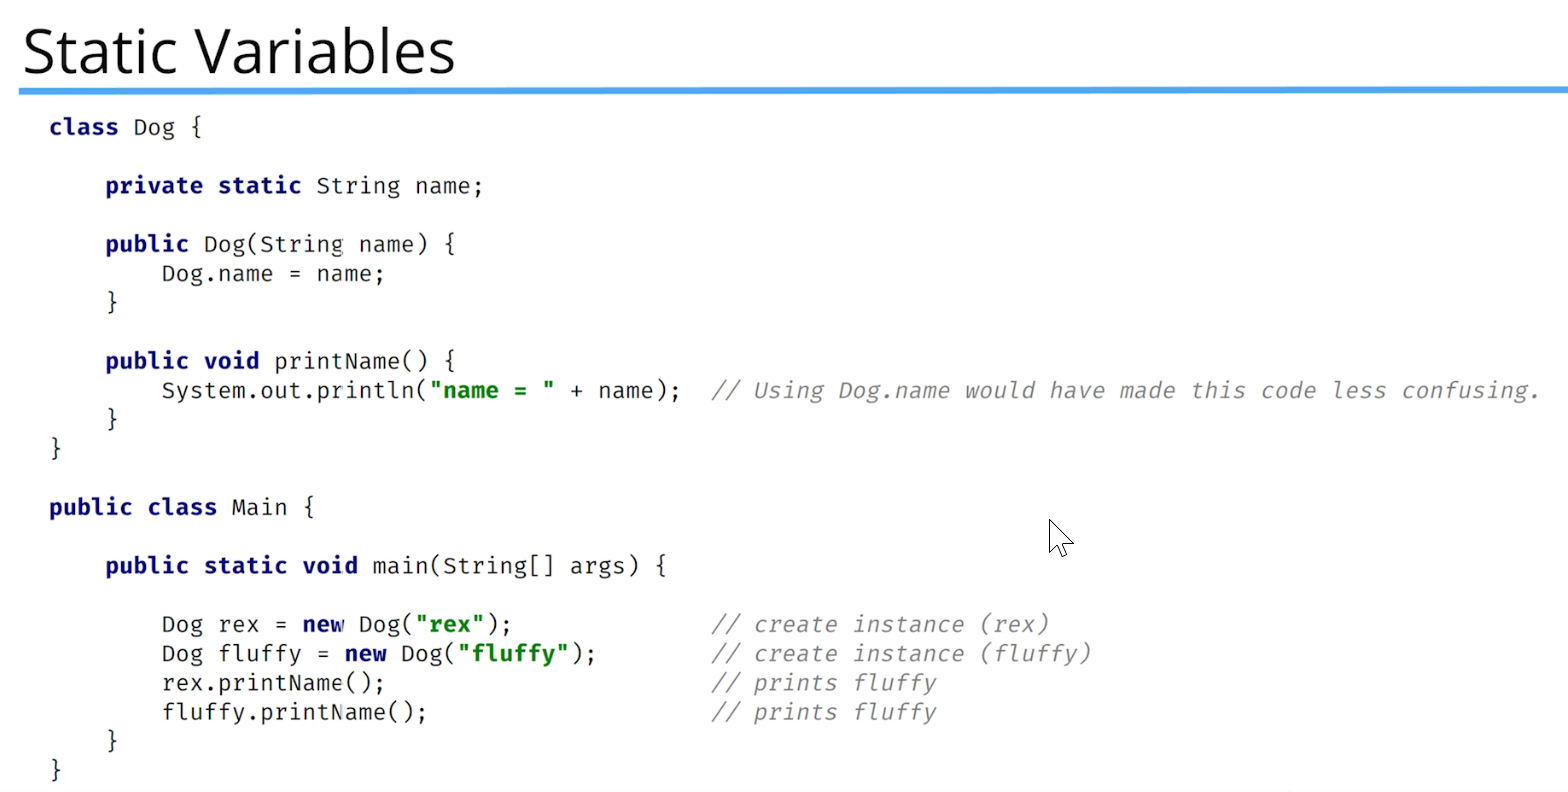 Static Variables
class Dog {
private static String name;
public Dog(String name) {
Dog.name = name;
}
public void printName() {
System.out.println("name = " + name);  // Using Dog.name would have made this code less confusing.
}
}
public class Main {
public static void main(String[] args) {
Dog rex = new Dog("rex");  // create instance (rex)
Dog fluffy = new Dog("fluffy");  // create instance (fluffy)
rex.printName();  // prints fluffy
fluffy.printName();  // prints fluffy
}
}